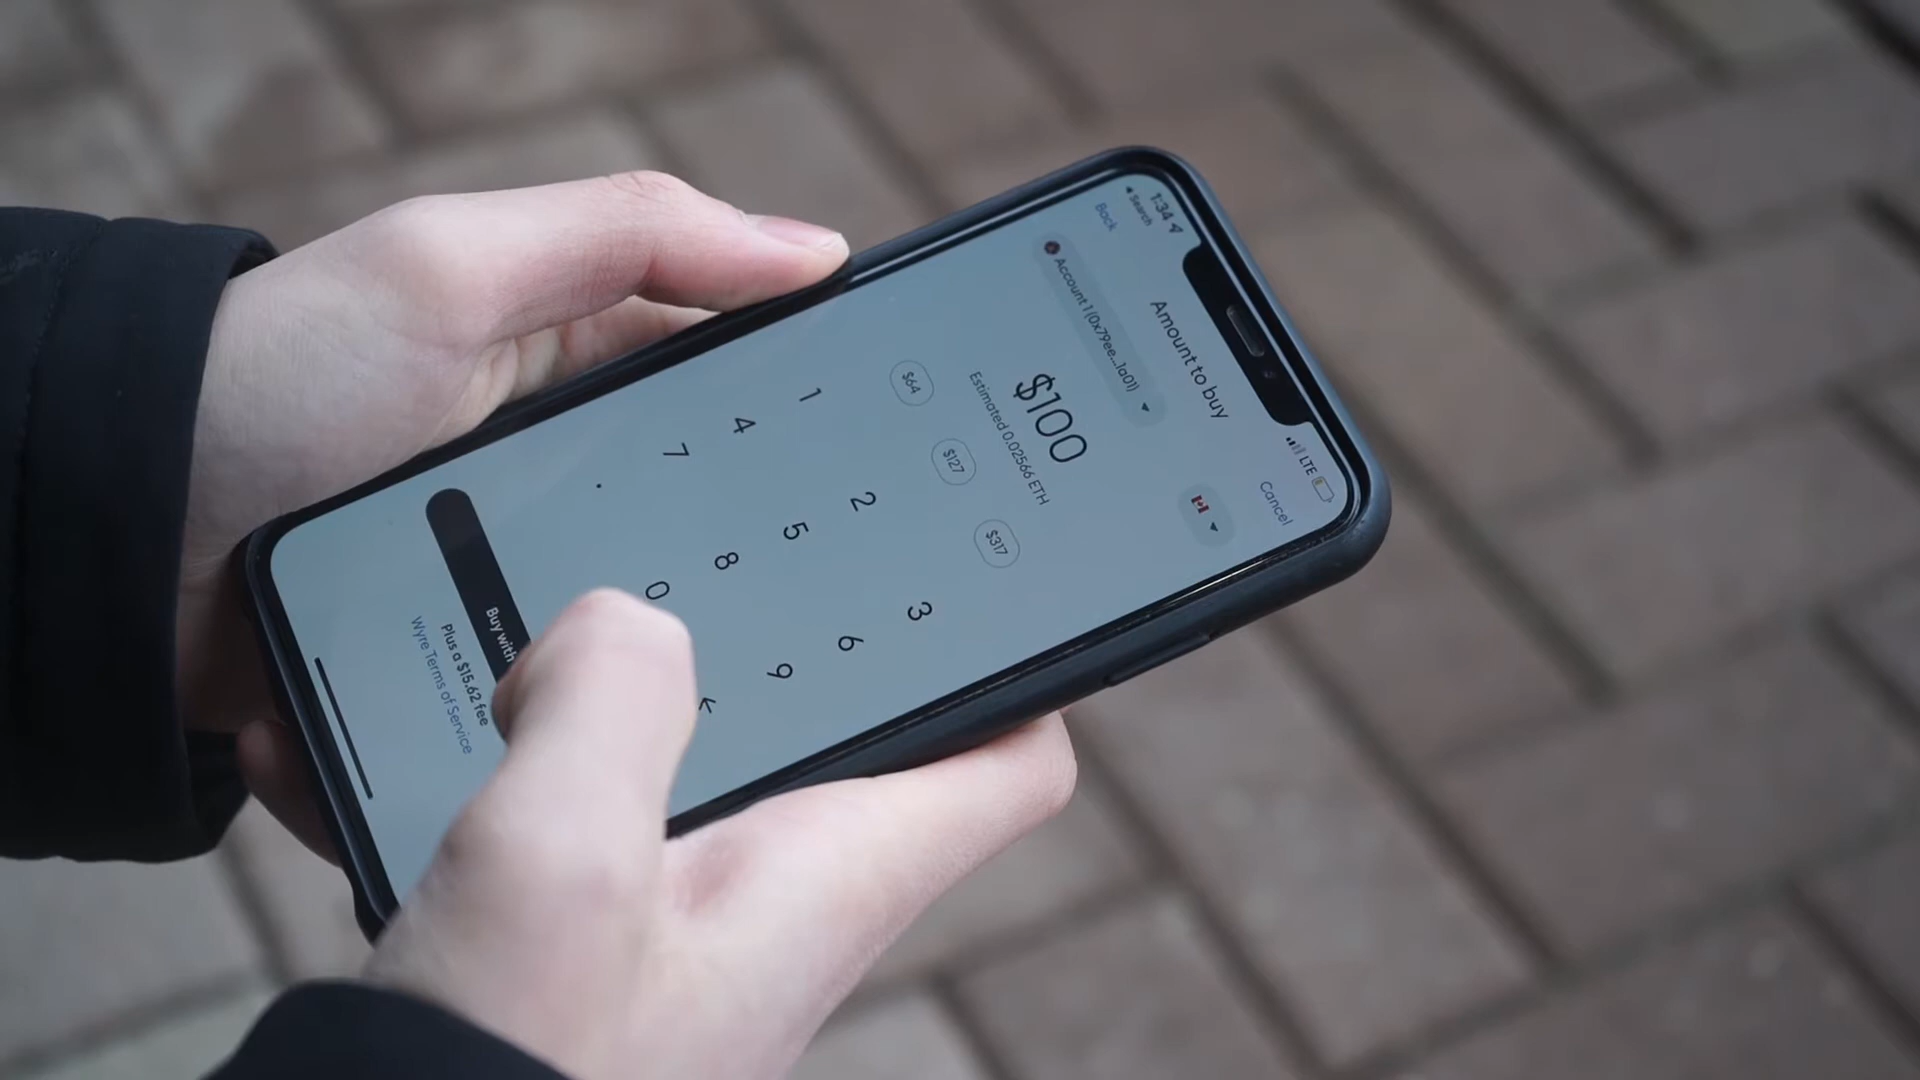 1:34
Search
LTE
Back
Amount to buy
Cancel
Account 1 (0x79ee...1a01)
$100
Estimated 0.02566 ETH
$64
$127
$317
1
2
3
4
5
6
7
8
9
.
0
Buy with
Plus a $15.62 fee
Wyre Terms of Service